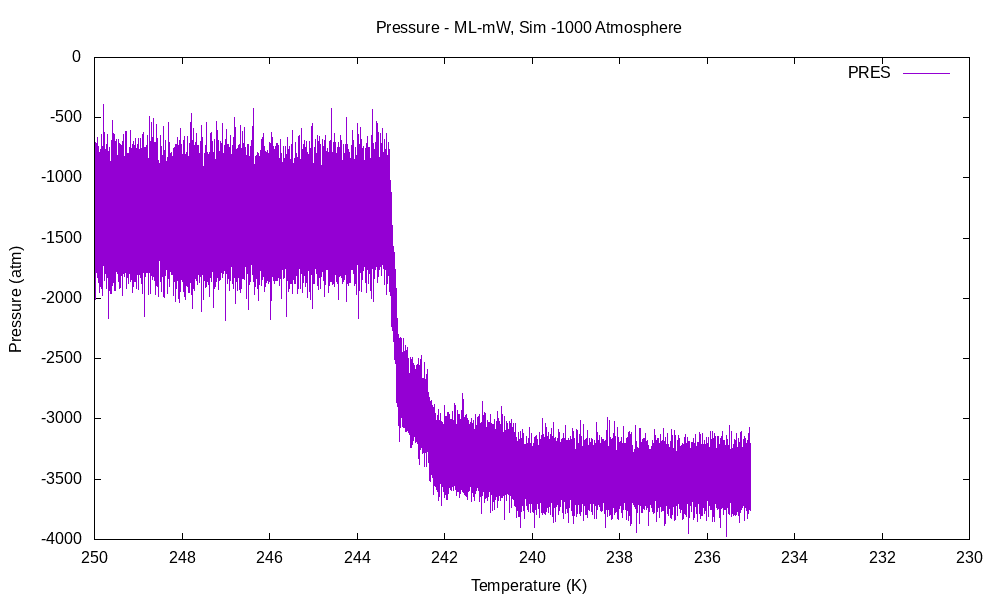 Pressure - ML-mW, Sim -1000 Atmosphere
PRES
0
-500
-1000
-1500
-2000
-2500
-3000
-3500
-4000
Pressure (atm)
250 248 246 244 242 240 238 236 234 232 230
Temperature (K)